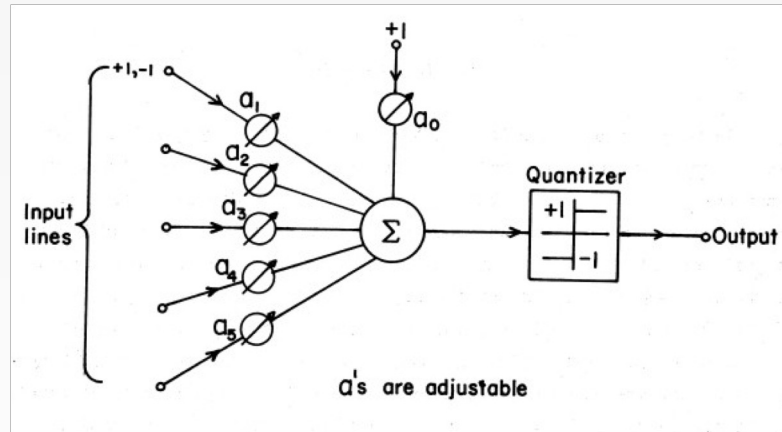 +1
+1,-1
a₁
a₀
a₂
Quantizer
+1
-1
Input
lines
a₃
Σ
Output
a₄
a₅
a's are adjustable